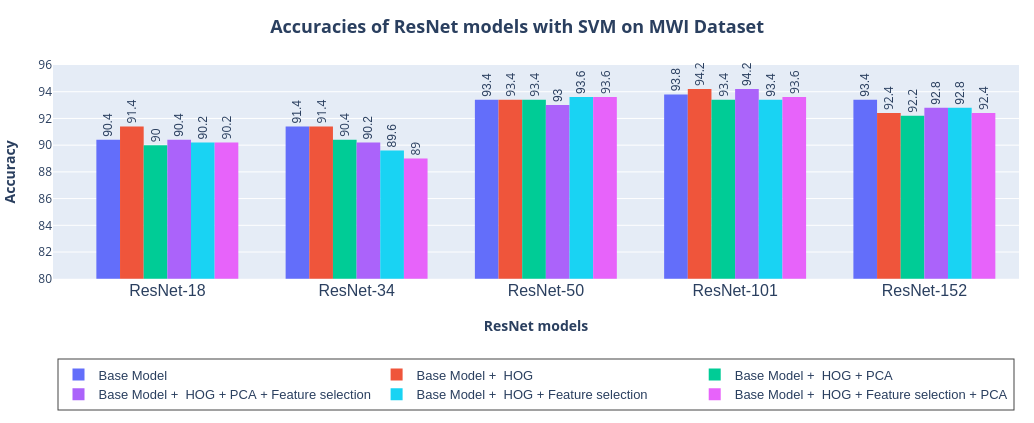 Accuracies of ResNet models with SVM on MWI Dataset
Accuracy
96
94
92
90
88
86
84
82
80
90.4 91.4 90 90.4 90.2 90.2
91.4 91.4 90.4 90.2 89.6 89
93.4 93.4 93.4 93 93.6 93.6
93.8 94.2 93.4 94.2 93.4 93.6
93.4 92.4 92.2 92.8 92.8 92.4
ResNet-18 ResNet-34 ResNet-50 ResNet-101 ResNet-152
ResNet models
Base Model Base Model + HOG Base Model + HOG + PCA
Base Model + HOG + PCA + Feature selection Base Model + HOG + Feature selection Base Model + HOG + Feature selection + PCA